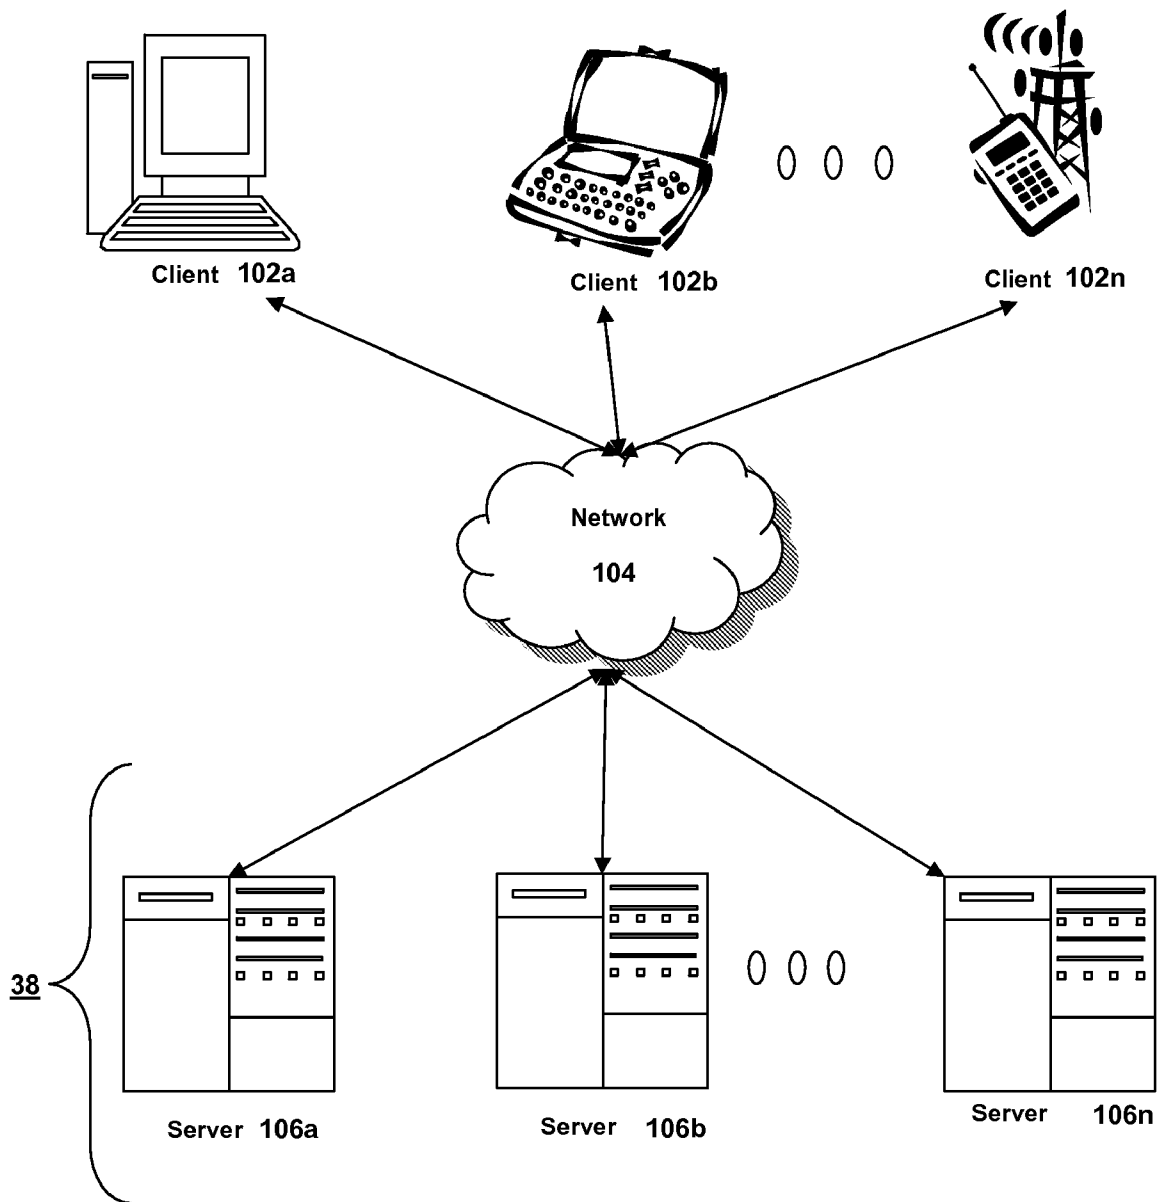 Client 102a
Client 102b
Client 102n
Network
104
38
Server 106a
Server 106b
Server 106n